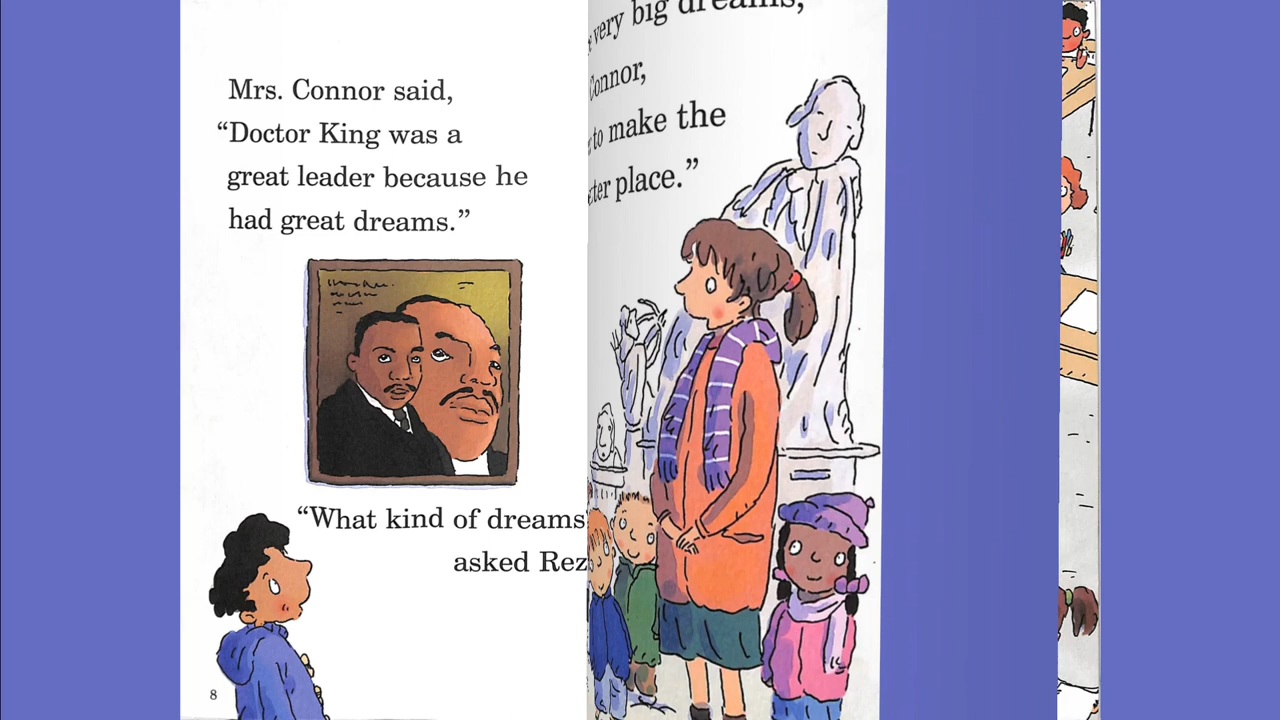 Mrs. Connor said,
“Doctor King was a
great leader because he
had great dreams.”
“What kind of dreams
asked Rez
8
very big dreams,
Connor,
to make the
place.”